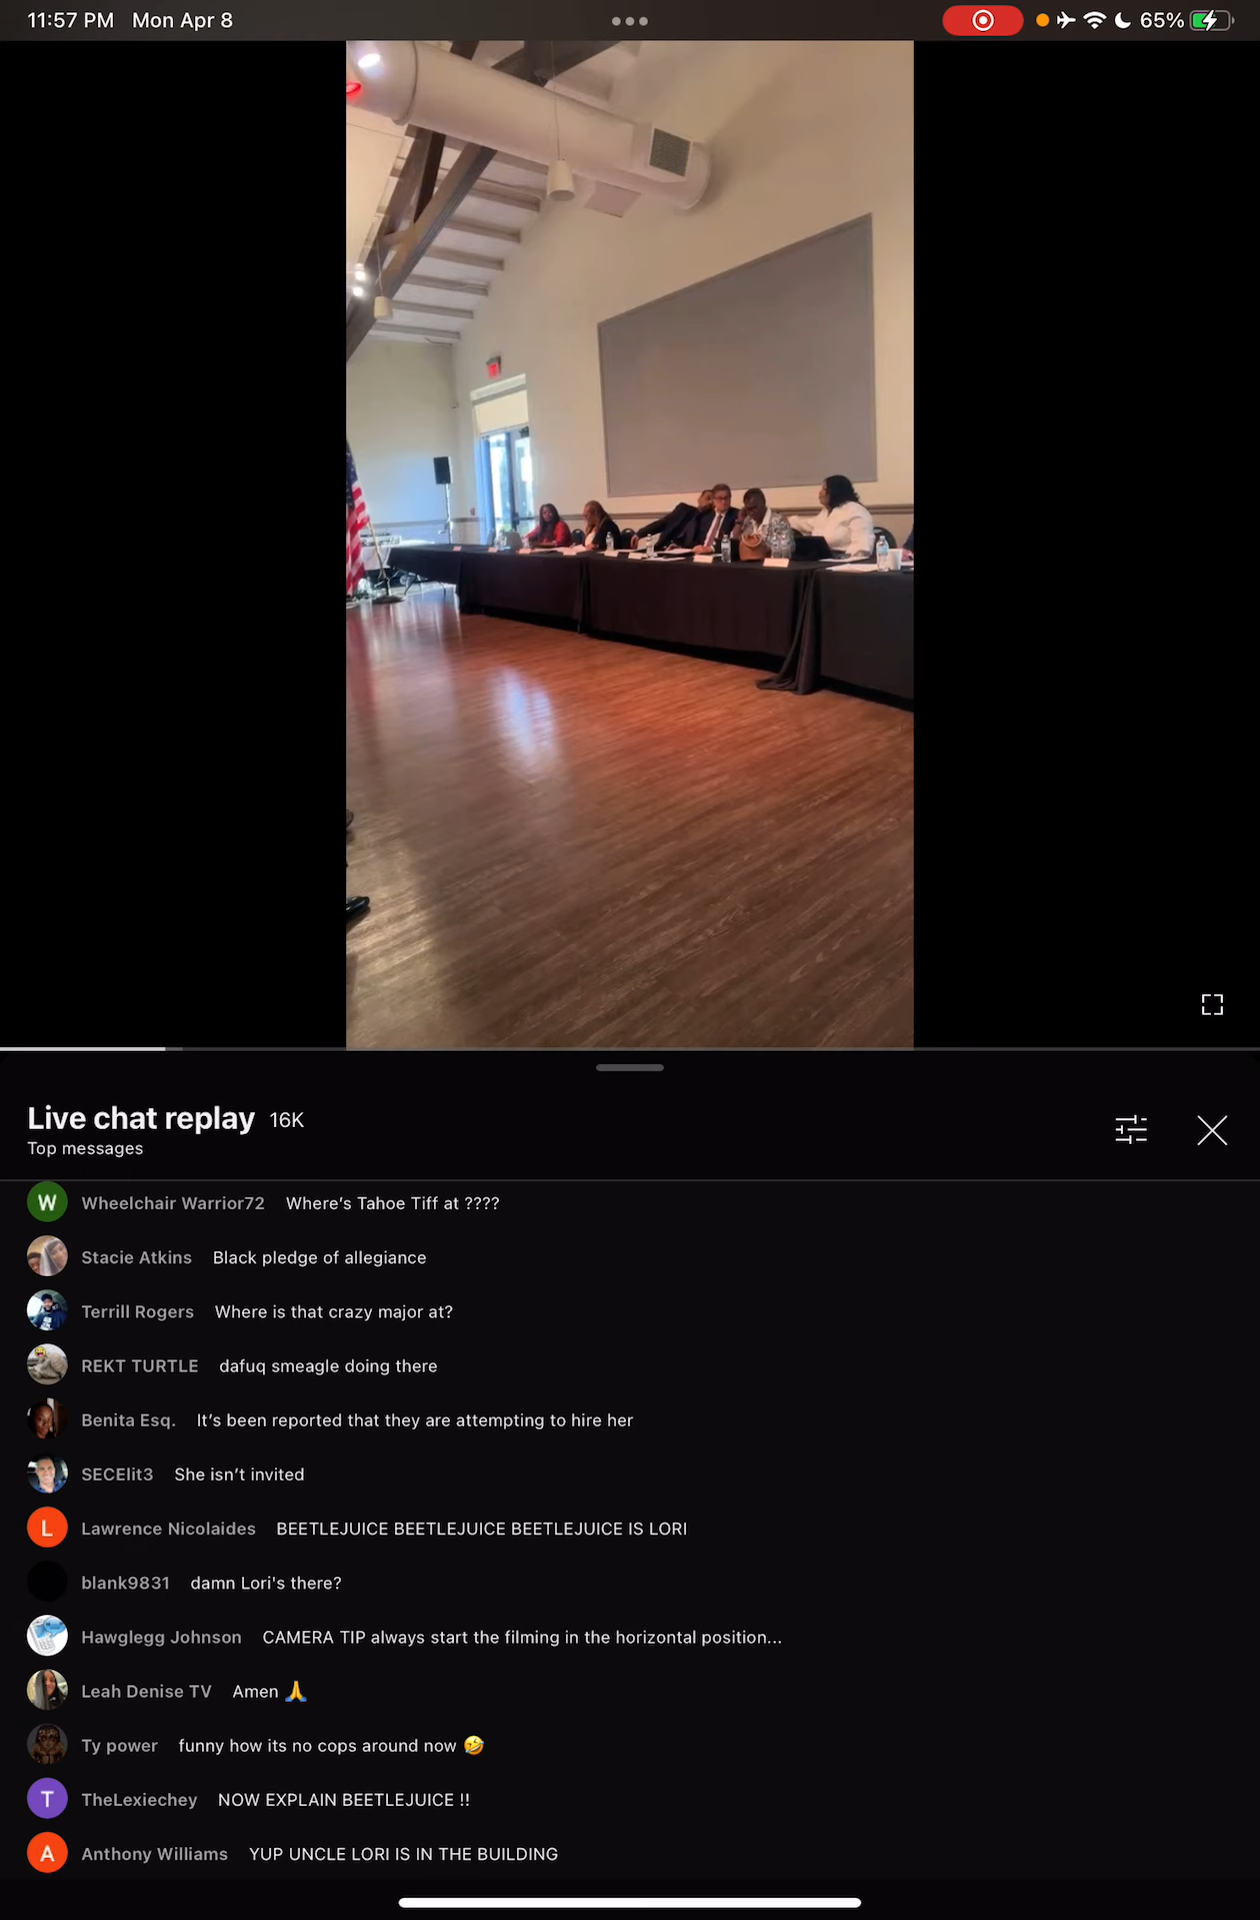 11:57 PM Mon Apr 8
65%
Live chat replay 16K
Top messages
W Wheelchair Warrior72 Where's Tahoe Tiff at ????
Stacie Atkins Black pledge of allegiance
Terrill Rogers Where is that crazy major at?
REKT TURTLE dafuq smeagle doing there
Benita Esq. It's been reported that they are attempting to hire her
SECElit3 She isn't invited
L Lawrence Nicolaides BEETLEJUICE BEETLEJUICE BEETLEJUICE IS LORI
blank9831 damn Lori's there?
Hawglegg Johnson CAMERA TIP always start the filming in the horizontal position...
Leah Denise TV Amen 🙏
Ty power funny how its no cops around now 🤣
T TheLexiechey NOW EXPLAIN BEETLEJUICE !!
A Anthony Williams YUP UNCLE LORI IS IN THE BUILDING